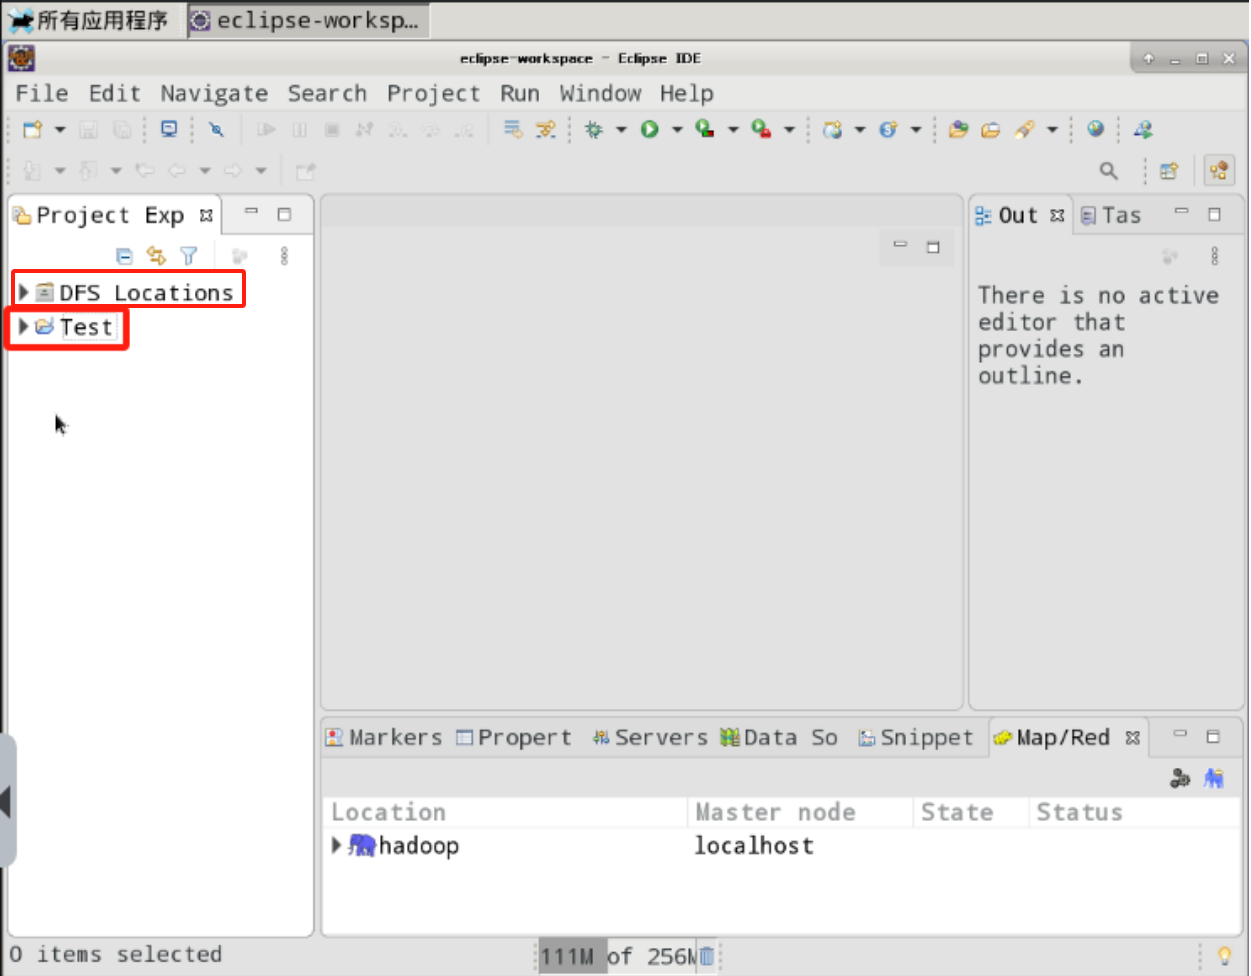 所有应用程序 eclipse-worksp...
eclipse-workspace - Eclipse IDE
File Edit Navigate Search Project Run Window Help
Project Exp
DFS Locations
Test
Out Tas
There is no active
editor that
provides an
outline.
Markers Propert Servers Data So Snippet Map/Red
Location Master node State Status
hadoop localhost
0 items selected 111M of 256M